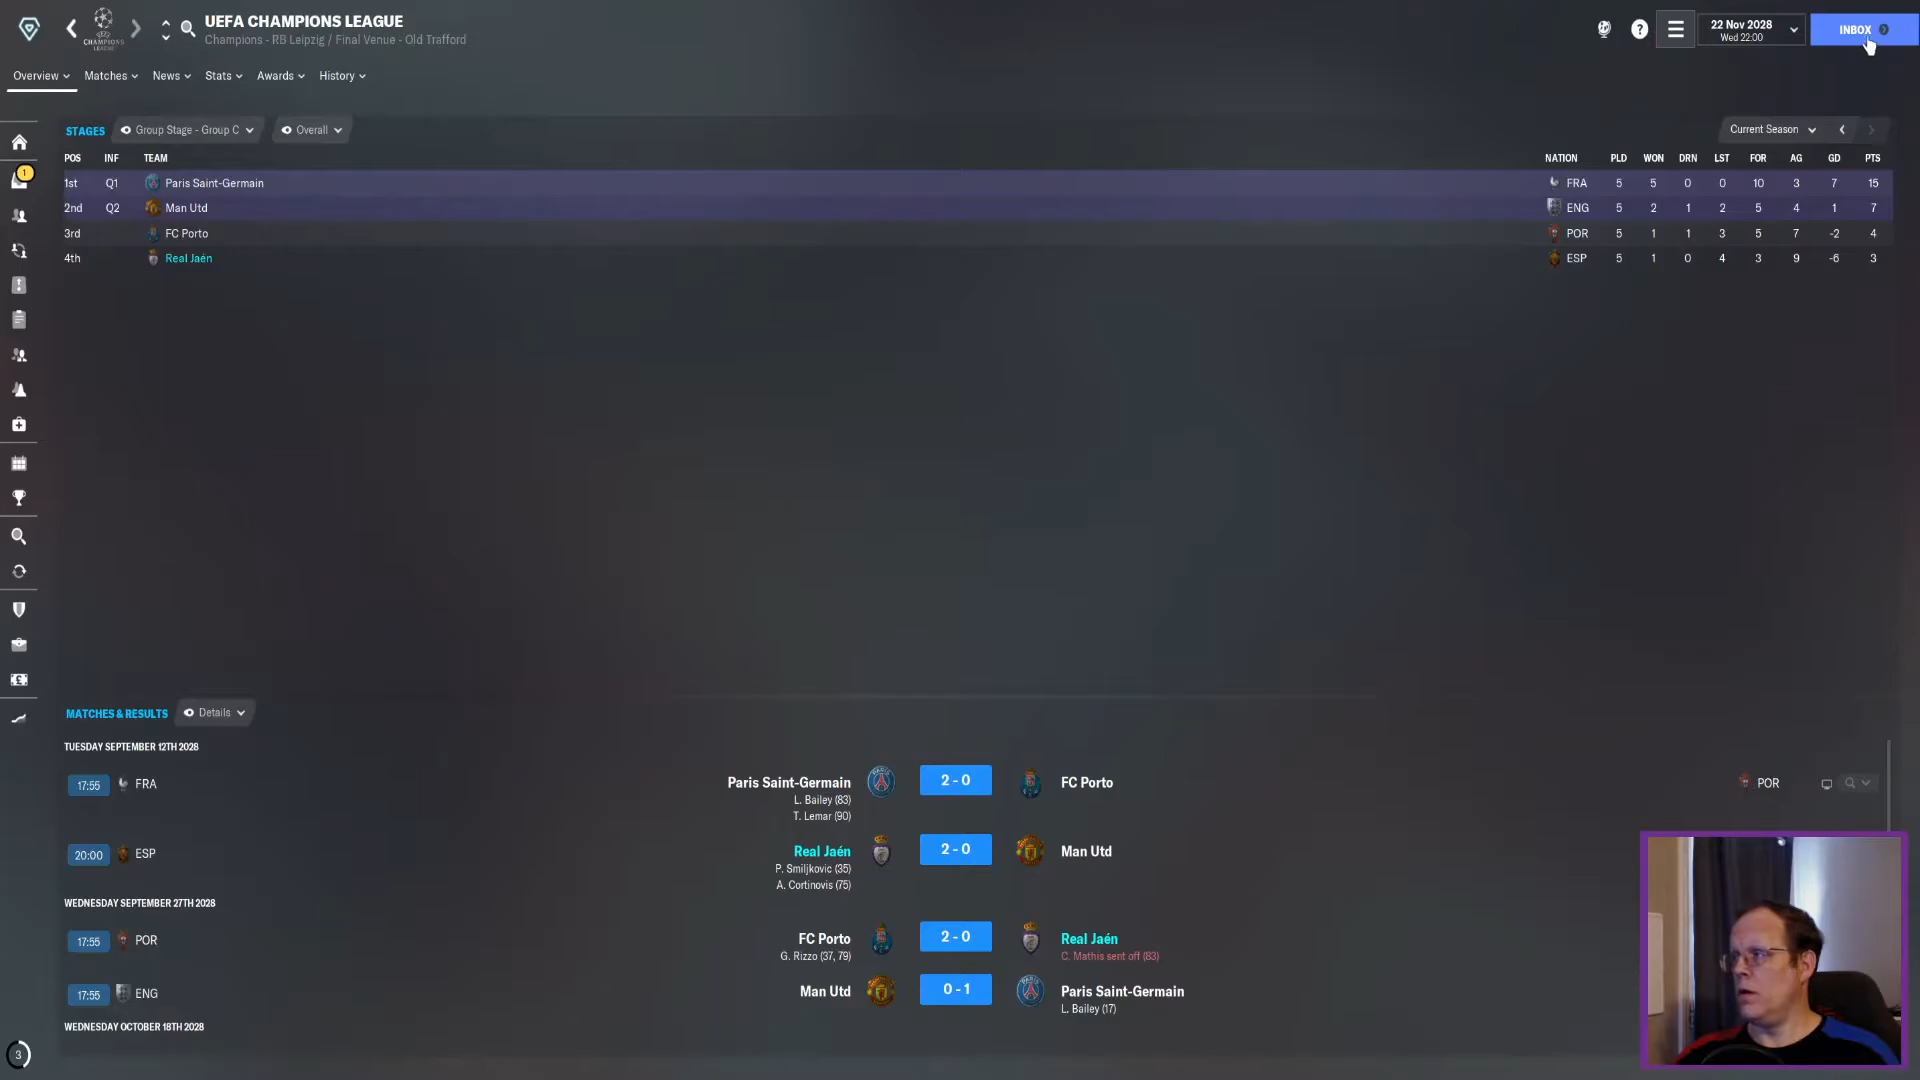 UEFA CHAMPIONS LEAGUE
Champions - RB Leipzig / Final Venue - Old Trafford
CHAMPIONS LEAGUE
22 Nov 2028
Wed 22:00
INBOX
Overview Matches News Stats Awards History
STAGES Group Stage - Group C Overall Current Season
POS INF TEAM NATION PLD WON DRN LST FOR AG GD PTS
1st Q1 Paris Saint-Germain FRA 5 5 0 0 10 3 7 15
2nd Q2 Man Utd ENG 5 2 1 2 5 4 1 7
3rd FC Porto POR 5 1 1 3 5 7 -2 4
4th Real Jaén ESP 5 1 0 4 3 9 -6 3
1
MATCHES & RESULTS Details
TUESDAY SEPTEMBER 12TH 2028
17:55 FRA Paris Saint-Germain 2 - 0 FC Porto POR
L. Bailey (83)
T. Lemar (90)
20:00 ESP Real Jaén 2 - 0 Man Utd
P. Smiljkovic (35)
A. Cortinovis (75)
WEDNESDAY SEPTEMBER 27TH 2028
17:55 POR FC Porto 2 - 0 Real Jaén
G. Rizzo (37, 79) C. Mathis sent off (83)
17:55 ENG Man Utd 0 - 1 Paris Saint-Germain
L. Bailey (17)
WEDNESDAY OCTOBER 18TH 2028
3